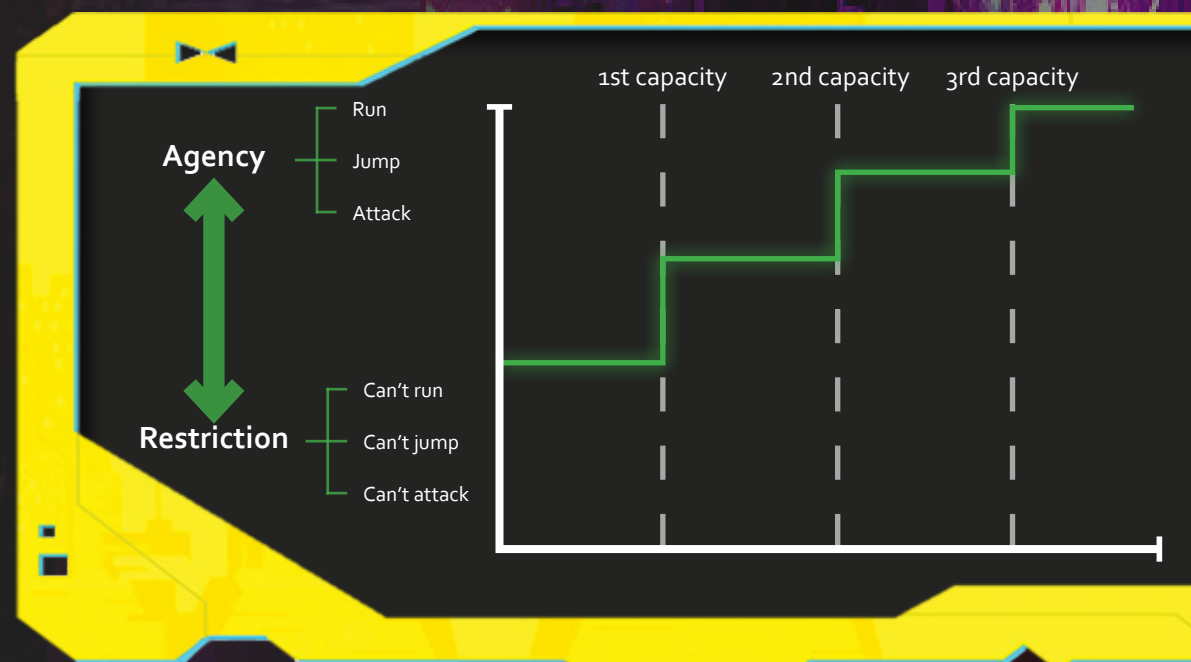 1st capacity
2nd capacity
3rd capacity
Agency
Run
Jump
Attack
Restriction
Can't run
Can't jump
Can't attack